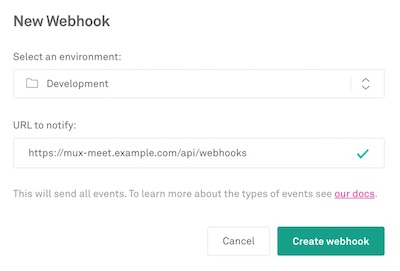 New Webhook
Select an environment:
Development
URL to notify:
https://mux-meet.example.com/api/webhooks
This will send all events. To learn more about the types of events see our docs.
Cancel
Create webhook